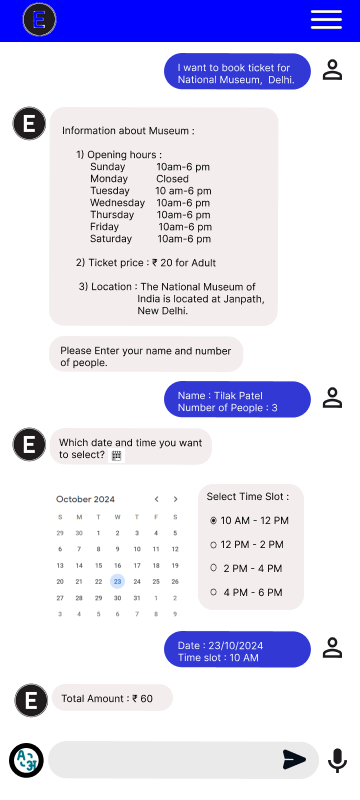 E
I want to book ticket for
National Museum, Delhi.
E
Information about Museum :
1) Opening hours :
Sunday 10am-6 pm
Monday Closed
Tuesday 10 am-6 pm
Wednesday 10am-6 pm
Thursday 10am-6 pm
Friday 10am-6 pm
Saturday 10am-6 pm
2) Ticket price : ₹ 20 for Adult
3) Location : The National Museum of
India is located at Janpath,
New Delhi.
Please Enter your name and number
of people.
Name : Tilak Patel
Number of People : 3
E
Which date and time you want
to select?
October 2024 < >
S M T W T F S
29 30 1 2 3 4 5
6 7 8 9 10 11 12
13 14 15 16 17 18 19
20 21 22 23 24 25 26
27 28 29 30 31 1 2
3 4 5 6 7 8 9
Select Time Slot :
10 AM - 12 PM
12 PM - 2 PM
2 PM - 4 PM
4 PM - 6 PM
Date : 23/10/2024
Time slot : 10 AM
E
Total Amount : ₹ 60
A अ